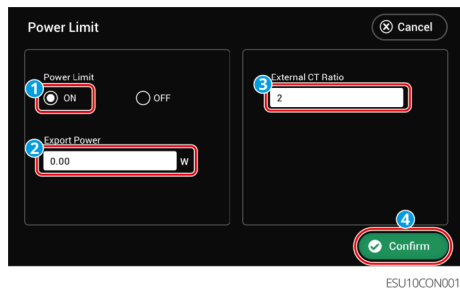 Power Limit
Cancel
Power Limit
1
ON
OFF
2
Export Power
0.00
W
3
External CT Ratio
2
4
Confirm
ESU10CON001